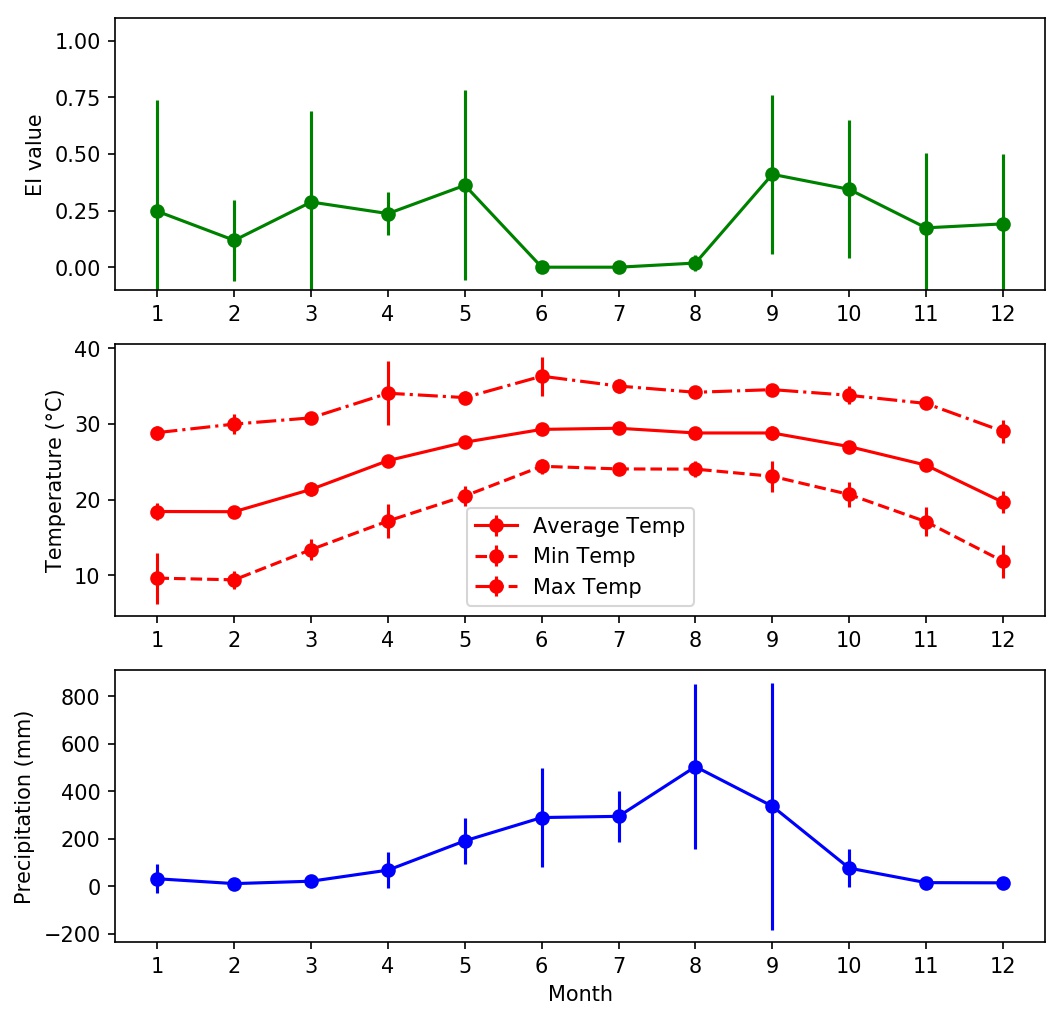 1.00
0.75
0.50
0.25
0.00
EI value
1 2 3 4 5 6 7 8 9 10 11 12
40
30
20
10
Temperature (°C)
Average Temp
Min Temp
Max Temp
1 2 3 4 5 6 7 8 9 10 11 12
800
600
400
200
0
−200
Precipitation (mm)
1 2 3 4 5 6 7 8 9 10 11 12
Month